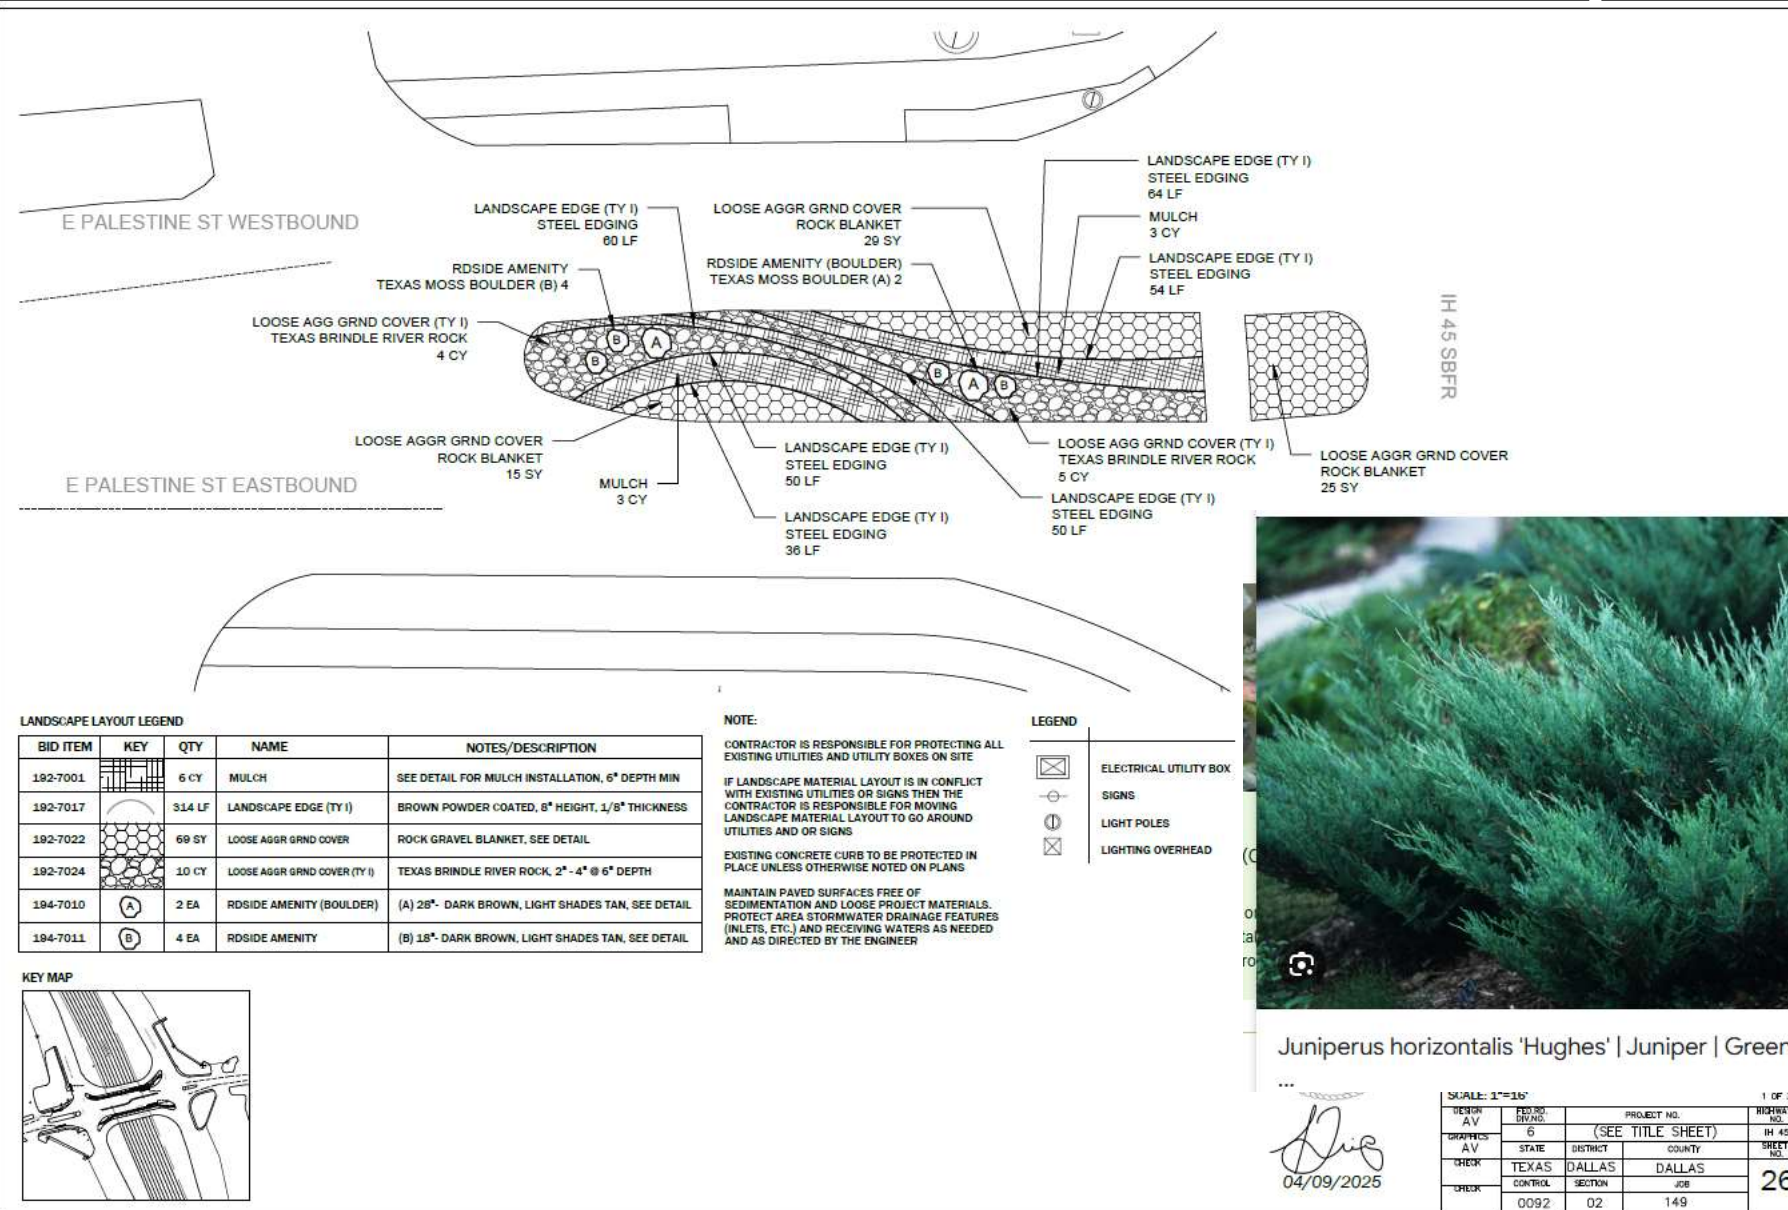 E PALESTINE ST WESTBOUND
LANDSCAPE EDGE (TY I)
STEEL EDGING
60 LF
LOOSE AGGR GRND COVER
ROCK BLANKET
29 SY
LANDSCAPE EDGE (TY I)
STEEL EDGING
64 LF
MULCH
3 CY
LANDSCAPE EDGE (TY I)
STEEL EDGING
54 LF
RDSIDE AMENITY
TEXAS MOSS BOULDER (B) 4
RDSIDE AMENITY (BOULDER)
TEXAS MOSS BOULDER (A) 2
LOOSE AGG GRND COVER (TY I)
TEXAS BRINDLE RIVER ROCK
4 CY
B
A
B
B
A
B
IH 45 SBFR
LOOSE AGGR GRND COVER
ROCK BLANKET
15 SY
MULCH
3 CY
LANDSCAPE EDGE (TY I)
STEEL EDGING
50 LF
LANDSCAPE EDGE (TY I)
STEEL EDGING
36 LF
LOOSE AGG GRND COVER (TY I)
TEXAS BRINDLE RIVER ROCK
5 CY
LANDSCAPE EDGE (TY I)
STEEL EDGING
50 LF
LOOSE AGGR GRND COVER
ROCK BLANKET
25 SY
E PALESTINE ST EASTBOUND
LANDSCAPE LAYOUT LEGEND
BID ITEM KEY QTY NAME NOTES/DESCRIPTION
192-7001 6 CY MULCH SEE DETAIL FOR MULCH INSTALLATION, 6" DEPTH MIN
192-7017 314 LF LANDSCAPE EDGE (TY I) BROWN POWDER COATED, 8" HEIGHT, 1/8" THICKNESS
192-7022 69 SY LOOSE AGGR GRND COVER ROCK GRAVEL BLANKET, SEE DETAIL
192-7024 10 CY LOOSE AGGR GRND COVER (TY I) TEXAS BRINDLE RIVER ROCK, 2" - 4" @ 6" DEPTH
194-7010 A 2 EA RDSIDE AMENITY (BOULDER) (A) 28"- DARK BROWN, LIGHT SHADES TAN, SEE DETAIL
194-7011 B 4 EA RDSIDE AMENITY (B) 18"- DARK BROWN, LIGHT SHADES TAN, SEE DETAIL
NOTE:
CONTRACTOR IS RESPONSIBLE FOR PROTECTING ALL
EXISTING UTILITIES AND UTILITY BOXES ON SITE
IF LANDSCAPE MATERIAL LAYOUT IS IN CONFLICT
WITH EXISTING UTILITIES OR SIGNS THEN THE
CONTRACTOR IS RESPONSIBLE FOR MOVING
LANDSCAPE MATERIAL LAYOUT TO GO AROUND
UTILITIES AND OR SIGNS
EXISTING CONCRETE CURB TO BE PROTECTED IN
PLACE UNLESS OTHERWISE NOTED ON PLANS
MAINTAIN PAVED SURFACES FREE OF
SEDIMENTATION AND LOOSE PROJECT MATERIALS.
PROTECT AREA STORMWATER DRAINAGE FEATURES
(INLETS, ETC.) AND RECEIVING WATERS AS NEEDED
AND AS DIRECTED BY THE ENGINEER
LEGEND
ELECTRICAL UTILITY BOX
SIGNS
LIGHT POLES
LIGHTING OVERHEAD
KEY MAP
Juniperus horizontalis 'Hughes' | Juniper | Green
...
04/09/2025
SCALE: 1"=16'
1 OF
DESIGN
AV
GRAPHICS
AV
CHECK
CHECK
FED.RD.
DIV.NO.
6
PROJECT NO.
(SEE TITLE SHEET)
NO.
IH 45
STATE DISTRICT COUNTY
SHEET
NO.
TEXAS DALLAS DALLAS
CONTROL SECTION JOB
0092 02 149
26